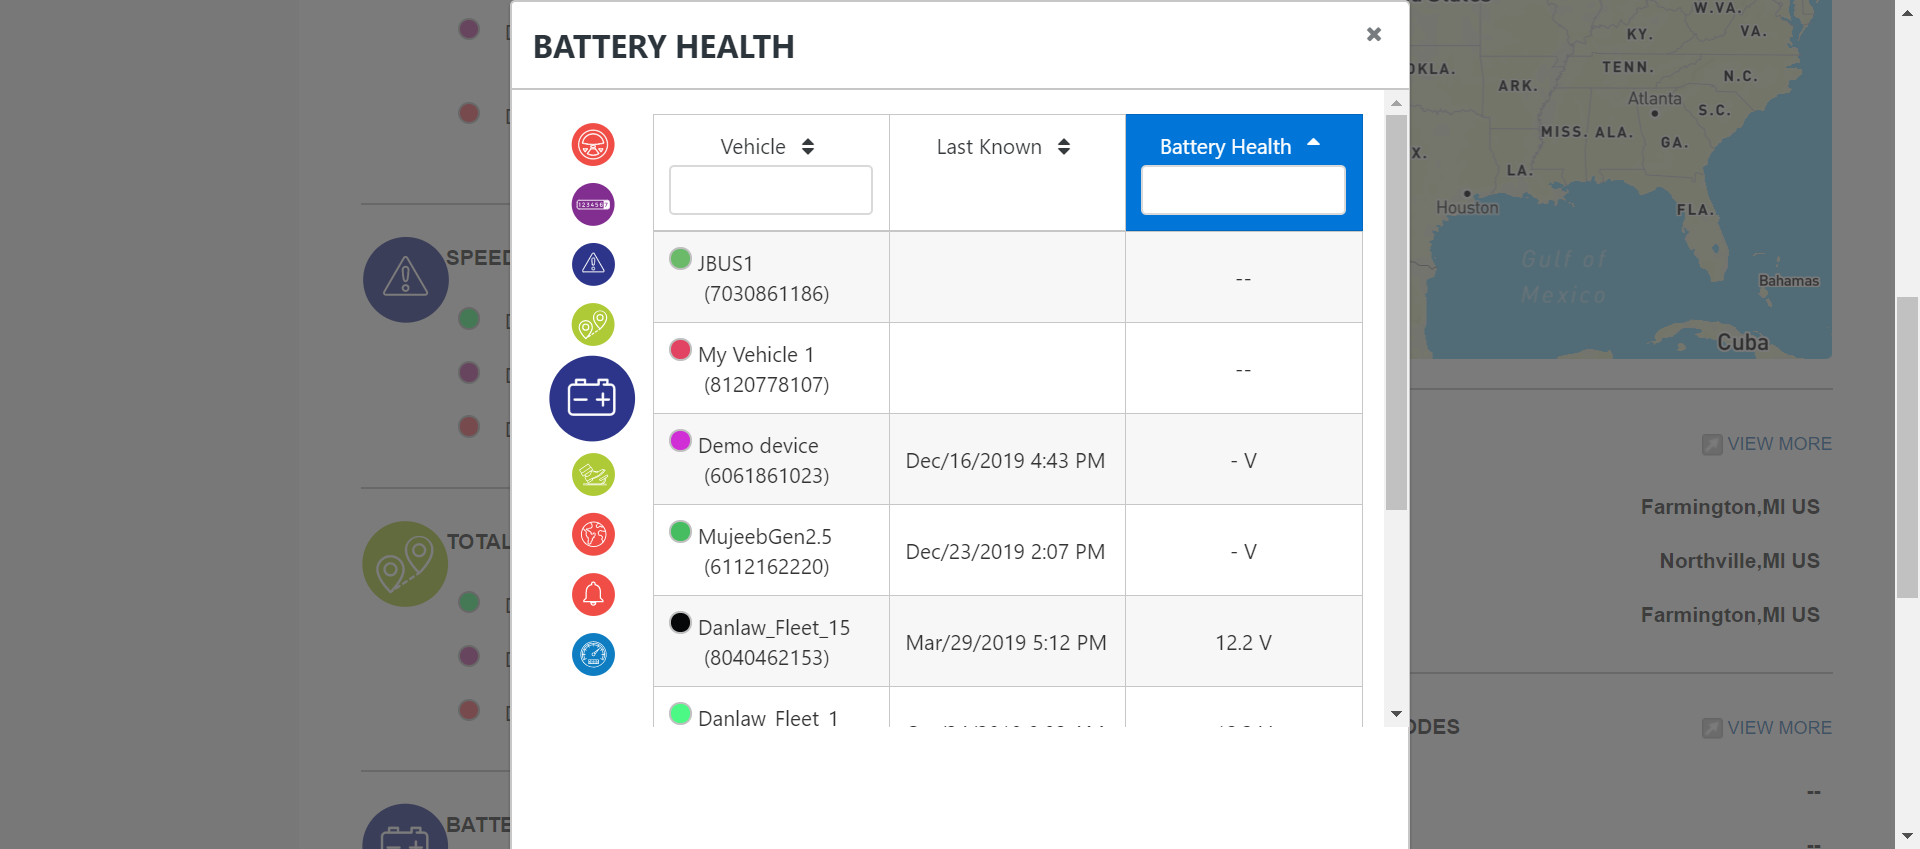 BATTERY HEALTH
Vehicle
Last Known
Battery Health
JBUS1
(7030861186)
--
My Vehicle 1
(8120778107)
--
Demo device
(6061861023)
Dec/16/2019 4:43 PM
- V
MujeebGen2.5
(6112162220)
Dec/23/2019 2:07 PM
- V
Danlaw_Fleet_15
(8040462153)
Mar/29/2019 5:12 PM
12.2 V
Danlaw_Fleet_1
1234567
SPEED
TOTAL
BATTE
W.VA.
KY.
VA.
OKLA.
TENN.
N.C.
ARK.
Atlanta
S.C.
MISS.
ALA.
GA.
X.
LA.
Houston
FLA.
Gulf of
Mexico
Bahamas
Cuba
VIEW MORE
Farmington,MI US
Northville,MI US
Farmington,MI US
ODES
VIEW MORE
--
--